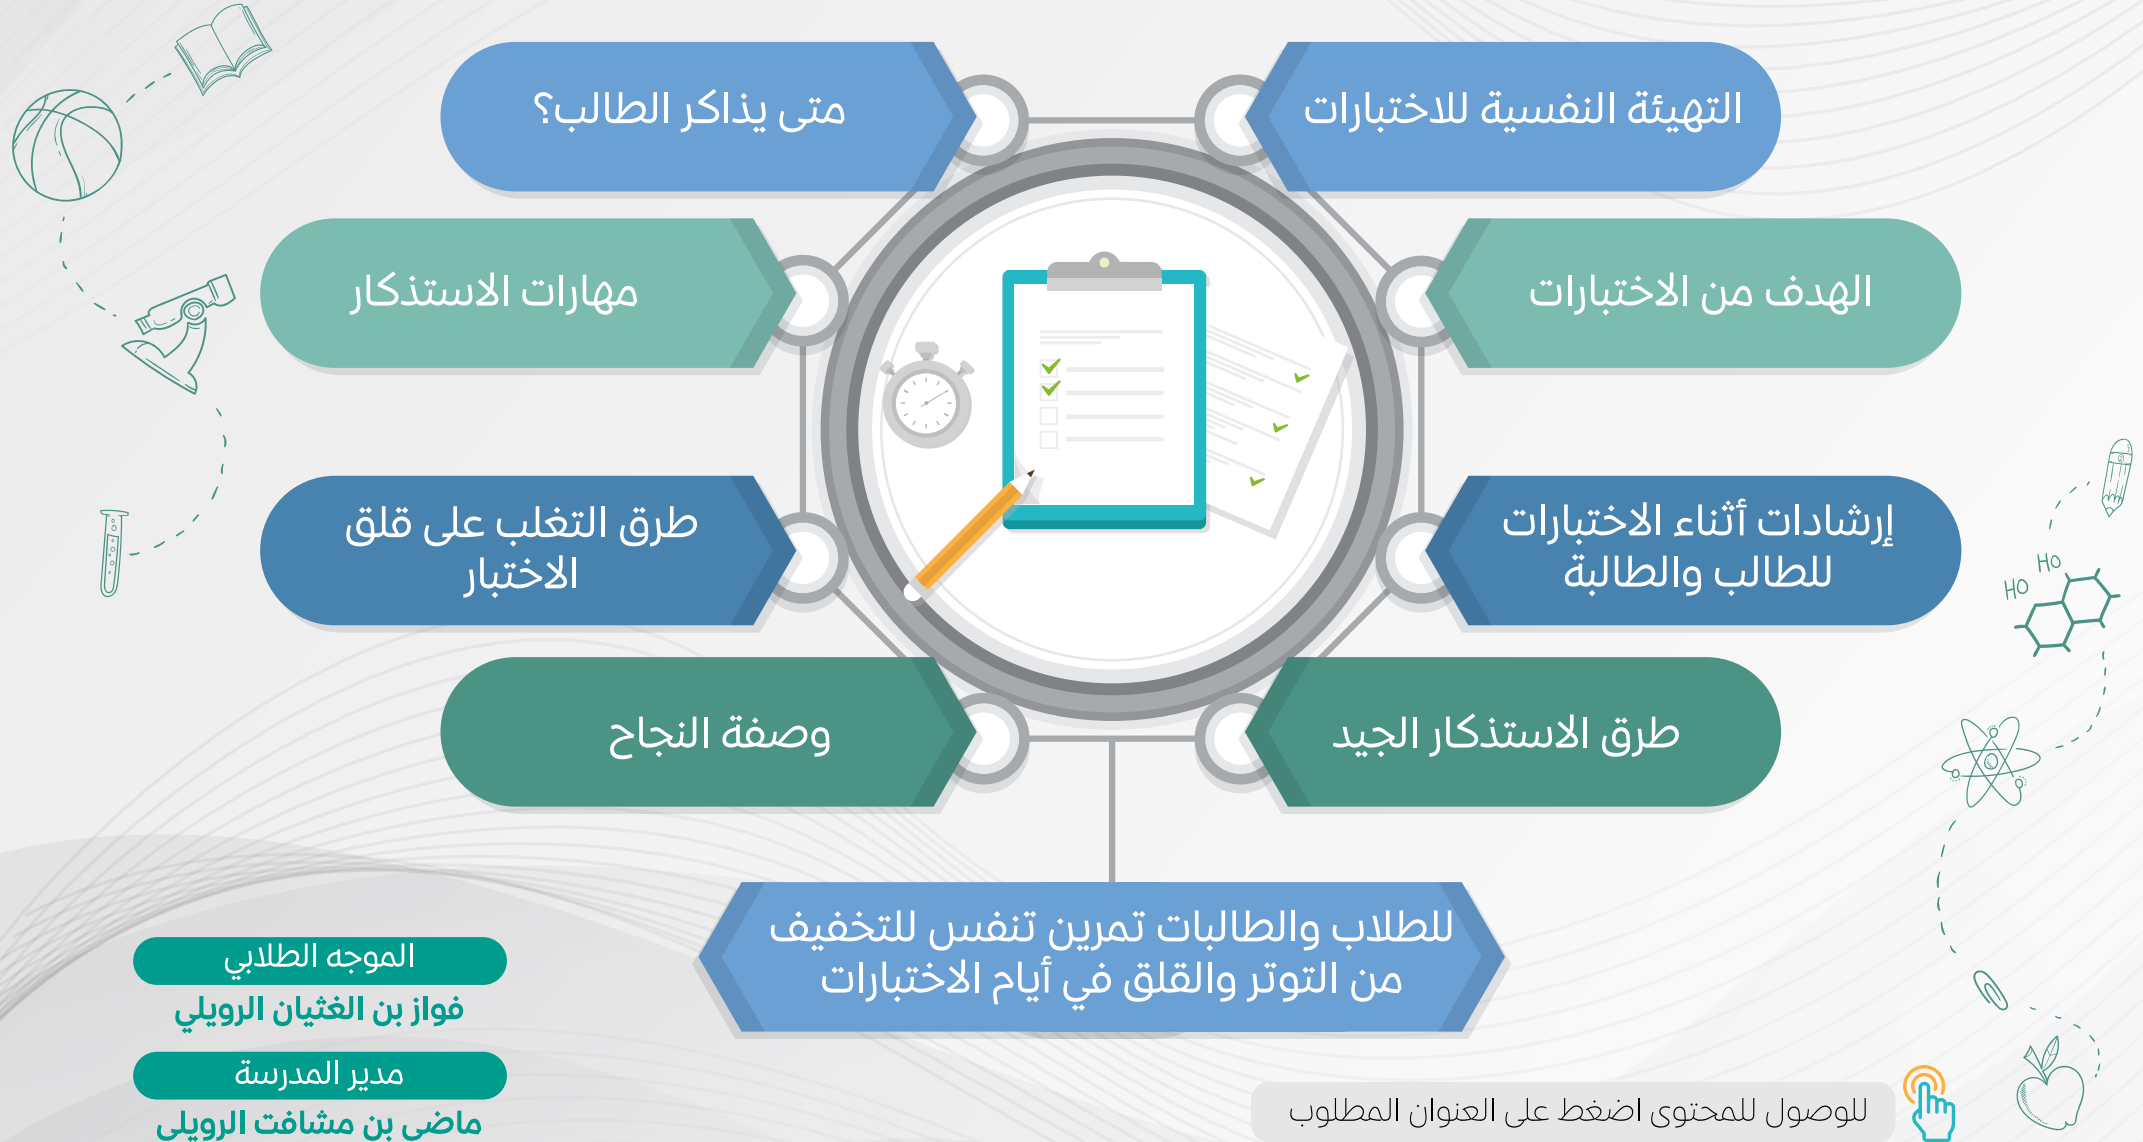 التهيئة النفسية للاختبارات
متى يذاكر الطالب؟
الهدف من الاختبارات
مهارات الاستذكار
إرشادات أثناء الاختبارات
للطالب والطالبة
طرق التغلب على قلق
الاختبار
طرق الاستذكار الجيد
وصفة النجاح
للطلاب والطالبات تمرين تنفس للتخفيف
من التوتر والقلق في أيام الاختبارات
الموجه الطلابي
فواز بن الغثيان الرويلي
مدير المدرسة
ماضي بن مشافت الرويلي
للوصول للمحتوى اضغط على العنوان المطلوب
HO
HO